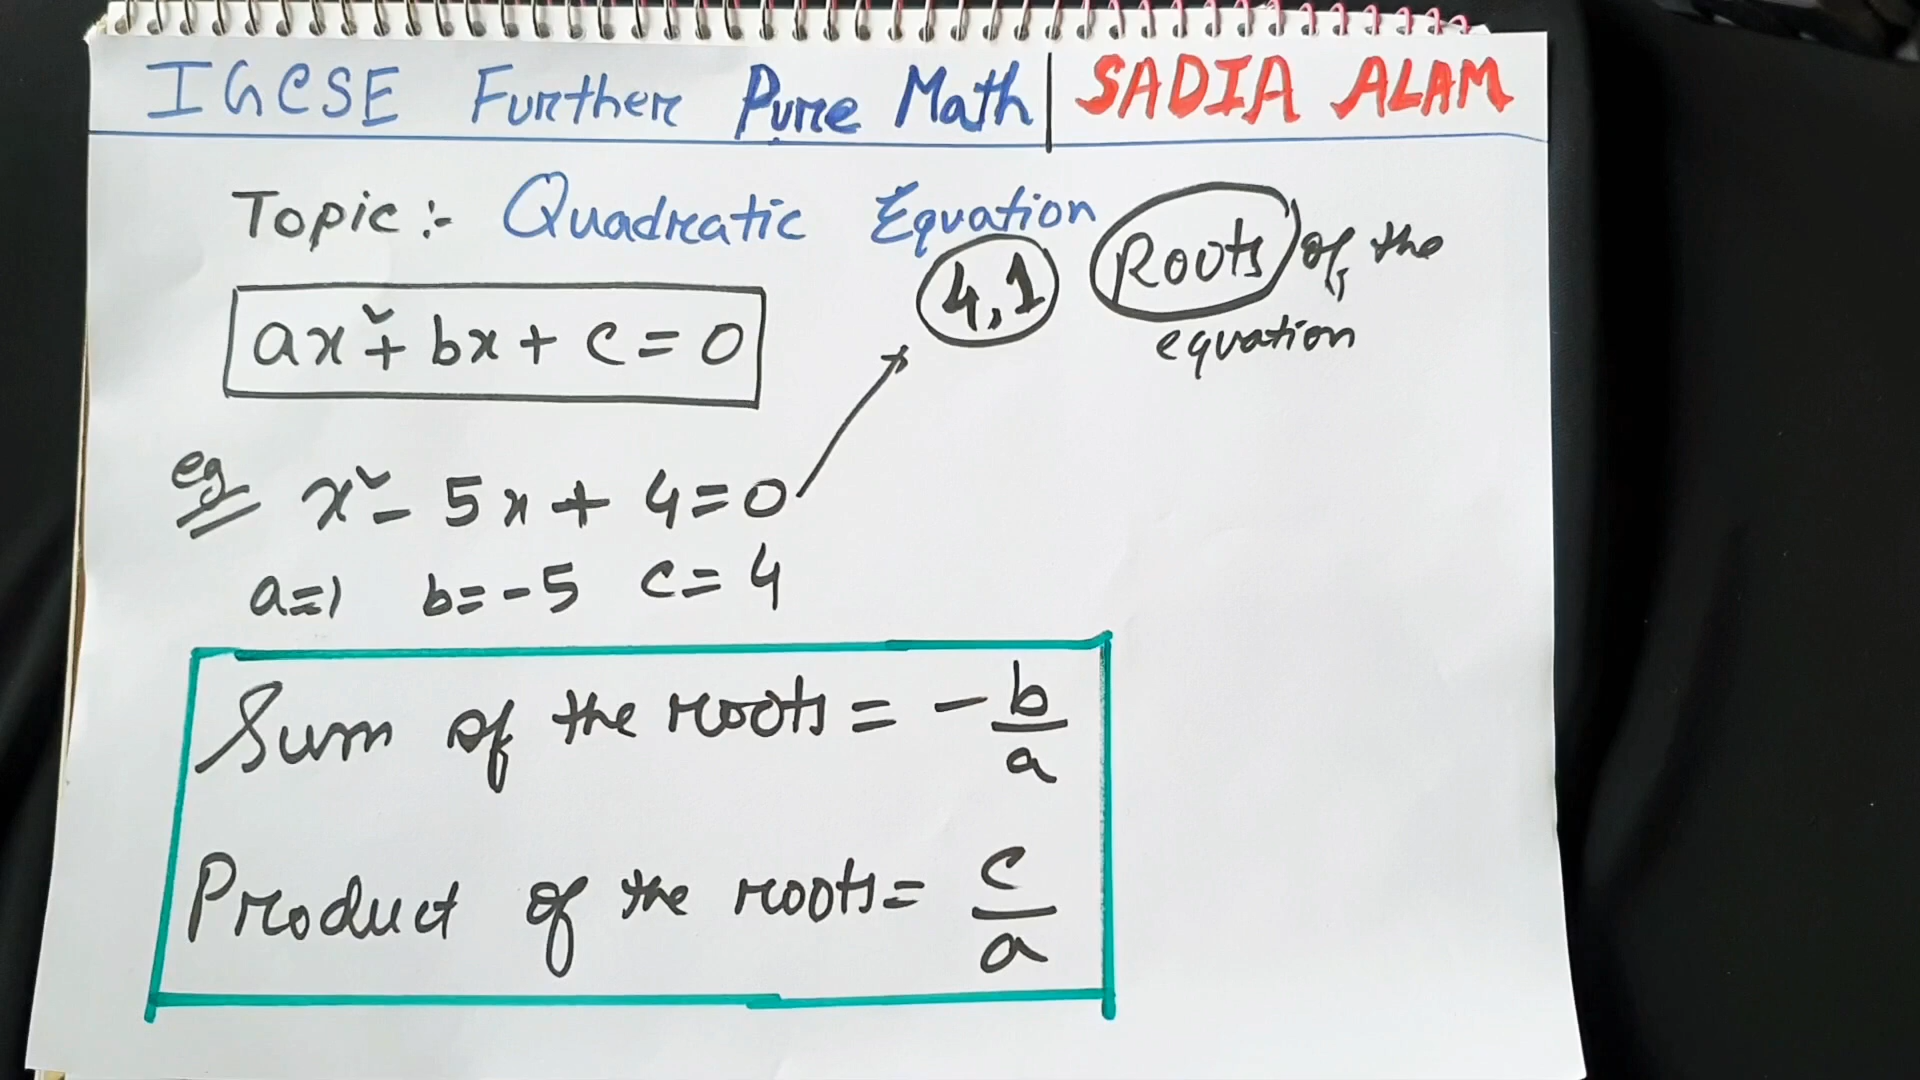 IGCSE Further Pure Math | SADIA ALAM
Topic :- Quadratic Equation
ax² + bx + c = 0
4,1 Roots of the
equation
eg x² - 5x + 4 = 0
a=1 b=-5 c=4
Sum of the roots = - b/a
Product of the roots = c/a